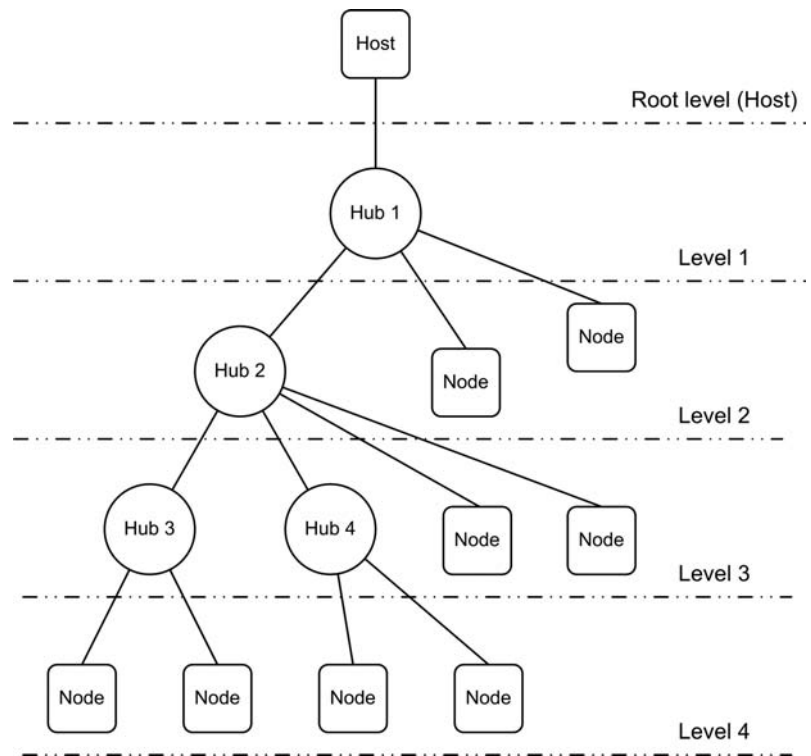 Host
Root level (Host)
Hub 1
Level 1
Node
Hub 2
Node
Level 2
Hub 3
Hub 4
Node
Node
Level 3
Node
Node
Node
Node
Level 4